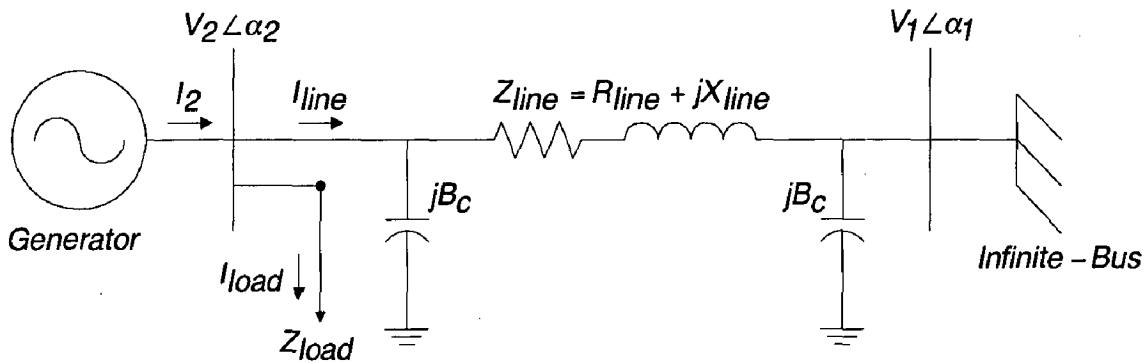 V2∠α2
V1∠α1
I2
Iline
Zline = Rline + jXline
jBc
jBc
Generator
Iload
Zload
Infinite – Bus